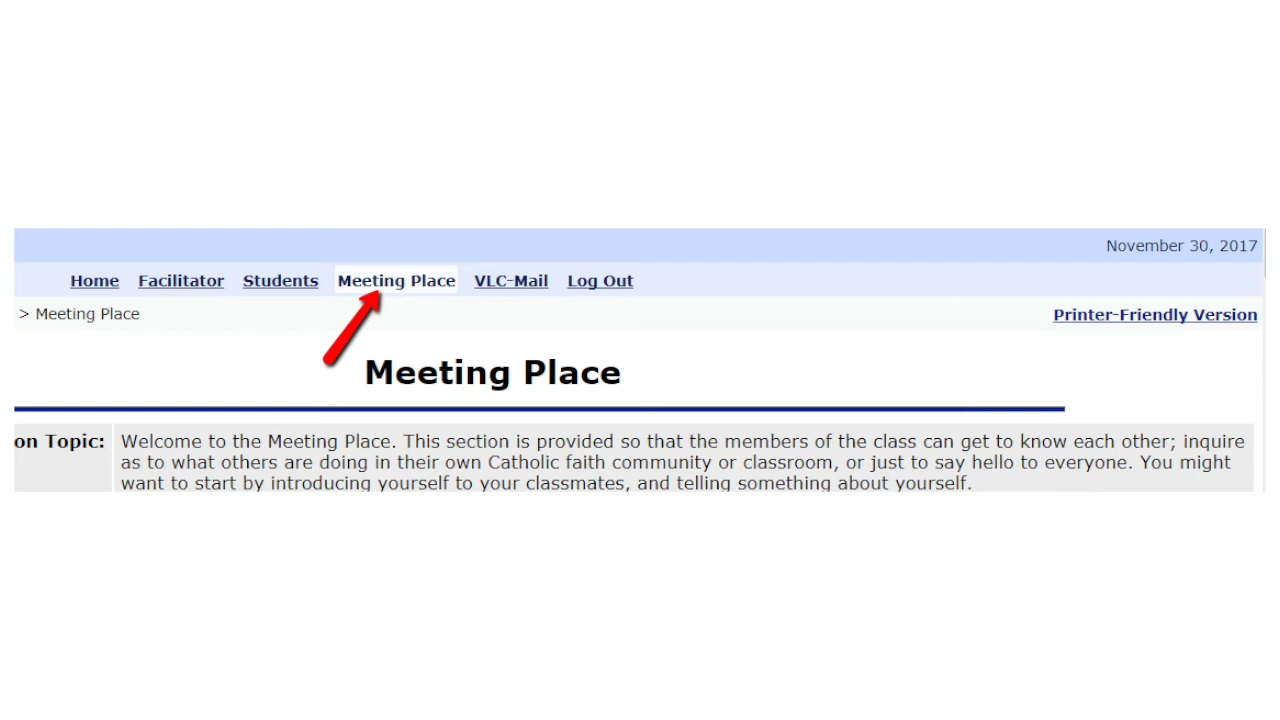 November 30, 2017
Home Facilitator Students Meeting Place VLC-Mail Log Out
> Meeting Place Printer-Friendly Version
Meeting Place
on Topic: Welcome to the Meeting Place. This section is provided so that the members of the class can get to know each other; inquire
as to what others are doing in their own Catholic faith community or classroom, or just to say hello to everyone. You might
want to start by introducing yourself to your classmates, and telling something about yourself.